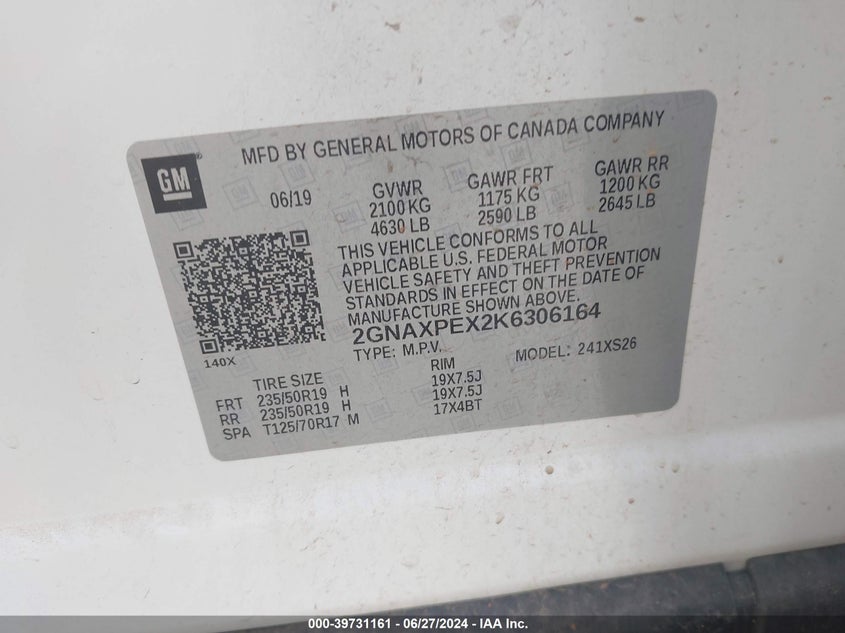 MFD BY GENERAL MOTORS OF CANADA COMPANY
GM
06/19 GVWR GAWR FRT GAWR RR
2100 KG 1175 KG 1200 KG
4630 LB 2590 LB 2645 LB
THIS VEHICLE CONFORMS TO ALL
APPLICABLE U.S. FEDERAL MOTOR
VEHICLE SAFETY AND THEFT PREVENTION
STANDARDS IN EFFECT ON THE DATE OF
MANUFACTURE SHOWN ABOVE.
2GNAXPEX2K6306164
140X
TYPE: M.P.V. MODEL: 241XS26
TIRE SIZE RIM
FRT 235/50R19 H 19X7.5J
RR 235/50R19 H 19X7.5J
SPA T125/70R17 M 17X4BT
000-39731161 - 06/27/2024 - IAA Inc.